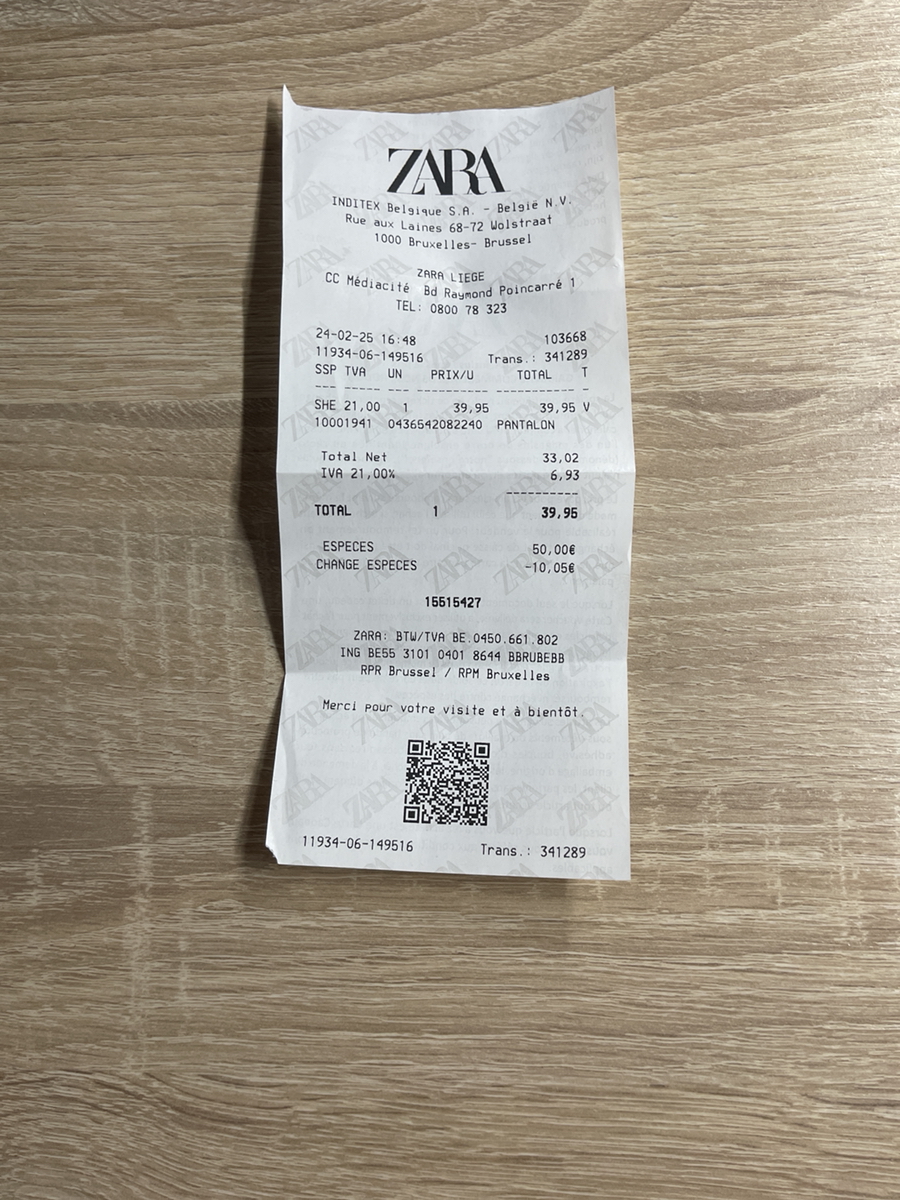 ZARA
INDITEX Belgique S.A. - België N.V.
Rue aux Laines 68-72 Wolstraat
1000 Bruxelles- Brussel
ZARA LIEGE
CC Médiacité Bd Raymond Poincarré 1
TEL: 0800 78 323
24-02-25 16:48 103668
11934-06-149516 Trans.: 341289
SSP TVA UN PRIX/U TOTAL T
--- ----- --- ----------- ----------- -
SHE 21,00 1 39,95 39,95 V
10001941 0436542082240 PANTALON
Total Net 33,02
IVA 21,00% 6,93
----------
TOTAL 1 39,95
ESPECES 50,00€
CHANGE ESPECES -10,05€
15515427
ZARA: BTW/TVA BE.0450.661.802
ING BE55 3101 0401 8644 BBRUBEBB
RPR Brussel / RPM Bruxelles
Merci pour votre visite et à bientôt.
11934-06-149516 Trans.: 341289